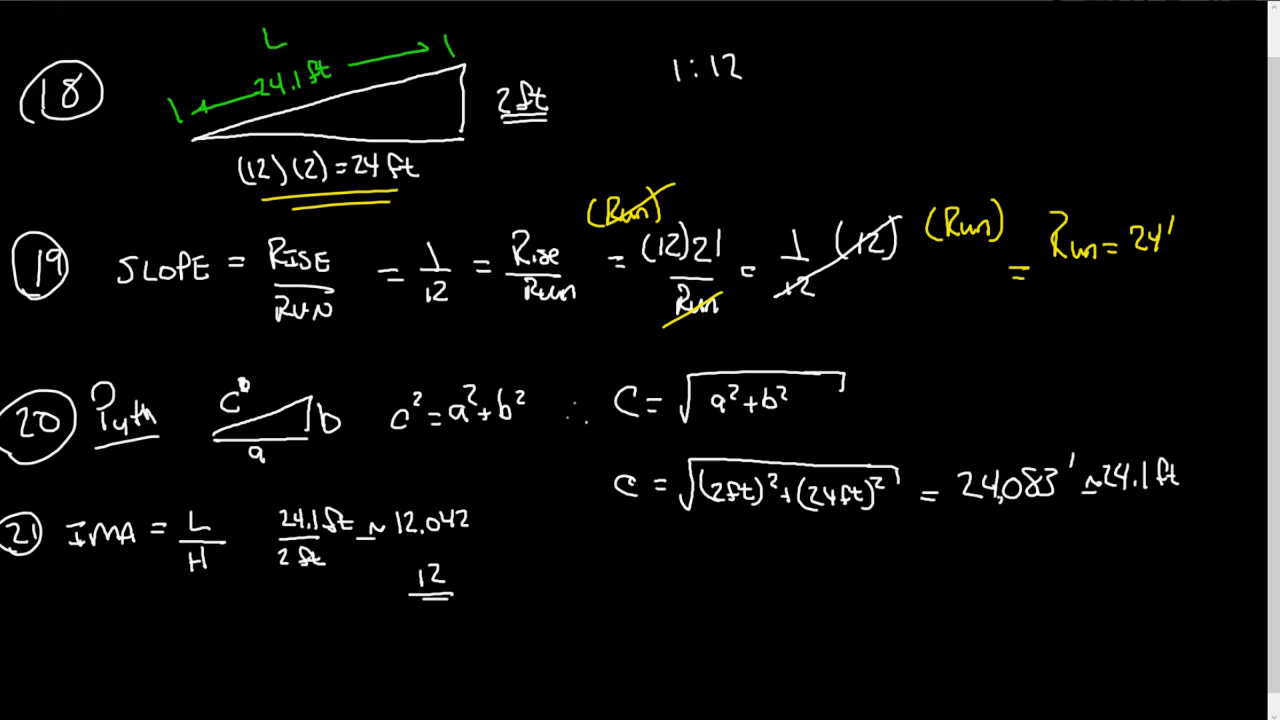 18
L
24.1 ft
2 ft
(12)(2) = 24 ft
1:12
19 SLOPE = RISE/RUN = 1/12 = Rise/Run = (Run) (12)2'/Run = 1/12 (12) (Run) = Run = 24'
20 Pyth c b a c² = a² + b² ∴ C = √a² + b²
c = √(2ft)² + (24ft)² = 24.083' ≃ 24.1 ft
21 IMA = L/H 24.1 ft/2 ft ≃ 12.042
12